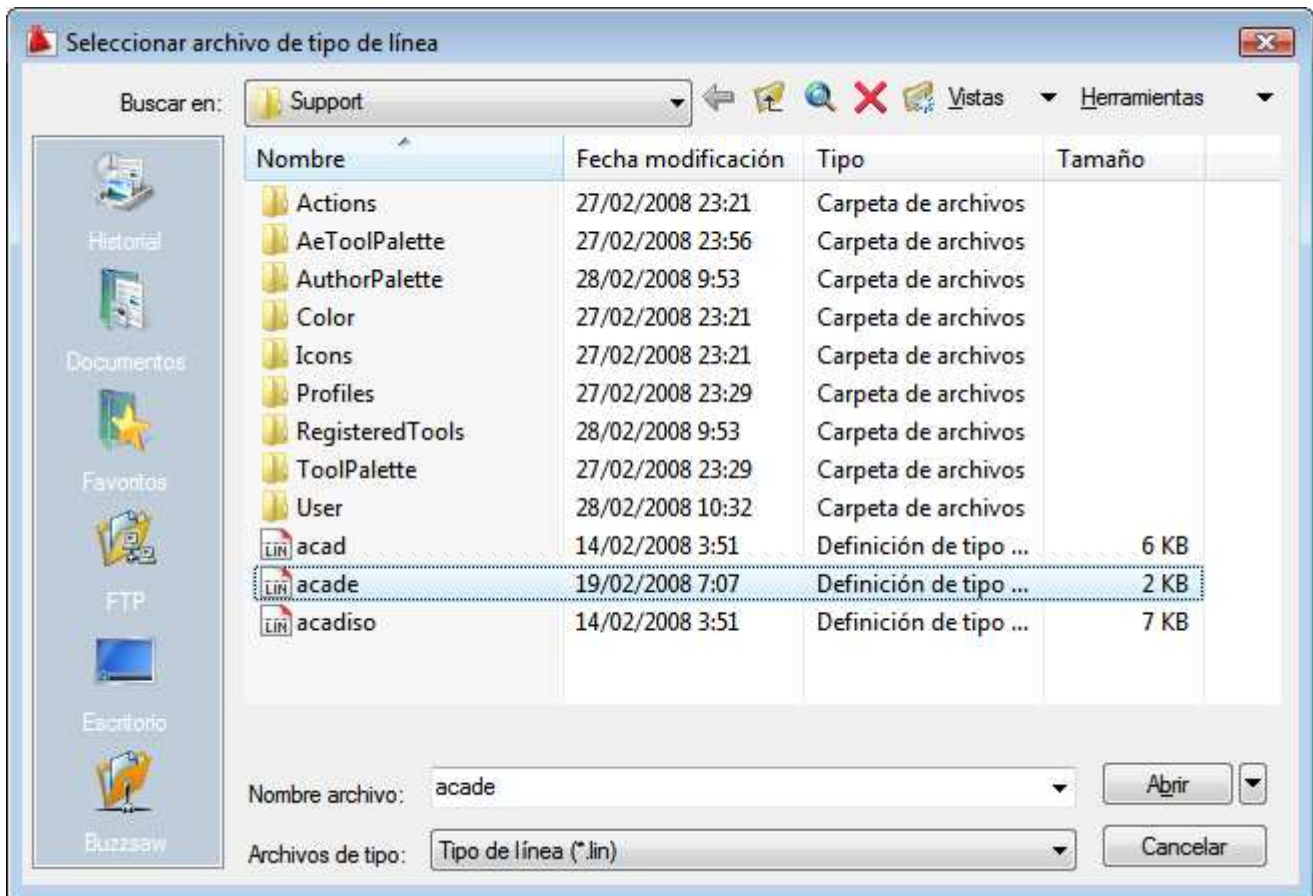 Seleccionar archivo de tipo de línea
Buscar en: Support Vistas Herramientas
Nombre Fecha modificación Tipo Tamaño
Actions 27/02/2008 23:21 Carpeta de archivos
AeToolPalette 27/02/2008 23:56 Carpeta de archivos
AuthorPalette 28/02/2008 9:53 Carpeta de archivos
Color 27/02/2008 23:21 Carpeta de archivos
Icons 27/02/2008 23:21 Carpeta de archivos
Profiles 27/02/2008 23:29 Carpeta de archivos
RegisteredTools 28/02/2008 9:53 Carpeta de archivos
ToolPalette 27/02/2008 23:29 Carpeta de archivos
User 28/02/2008 10:32 Carpeta de archivos
LIN acad 14/02/2008 3:51 Definición de tipo ... 6 KB
LIN acade 19/02/2008 7:07 Definición de tipo ... 2 KB
LIN acadiso 14/02/2008 3:51 Definición de tipo ... 7 KB
Historial
Documentos
Favoritos
FTP
Escritorio
Buzzsaw
Nombre archivo: acade Abrir
Archivos de tipo: Tipo de línea (*.lin) Cancelar